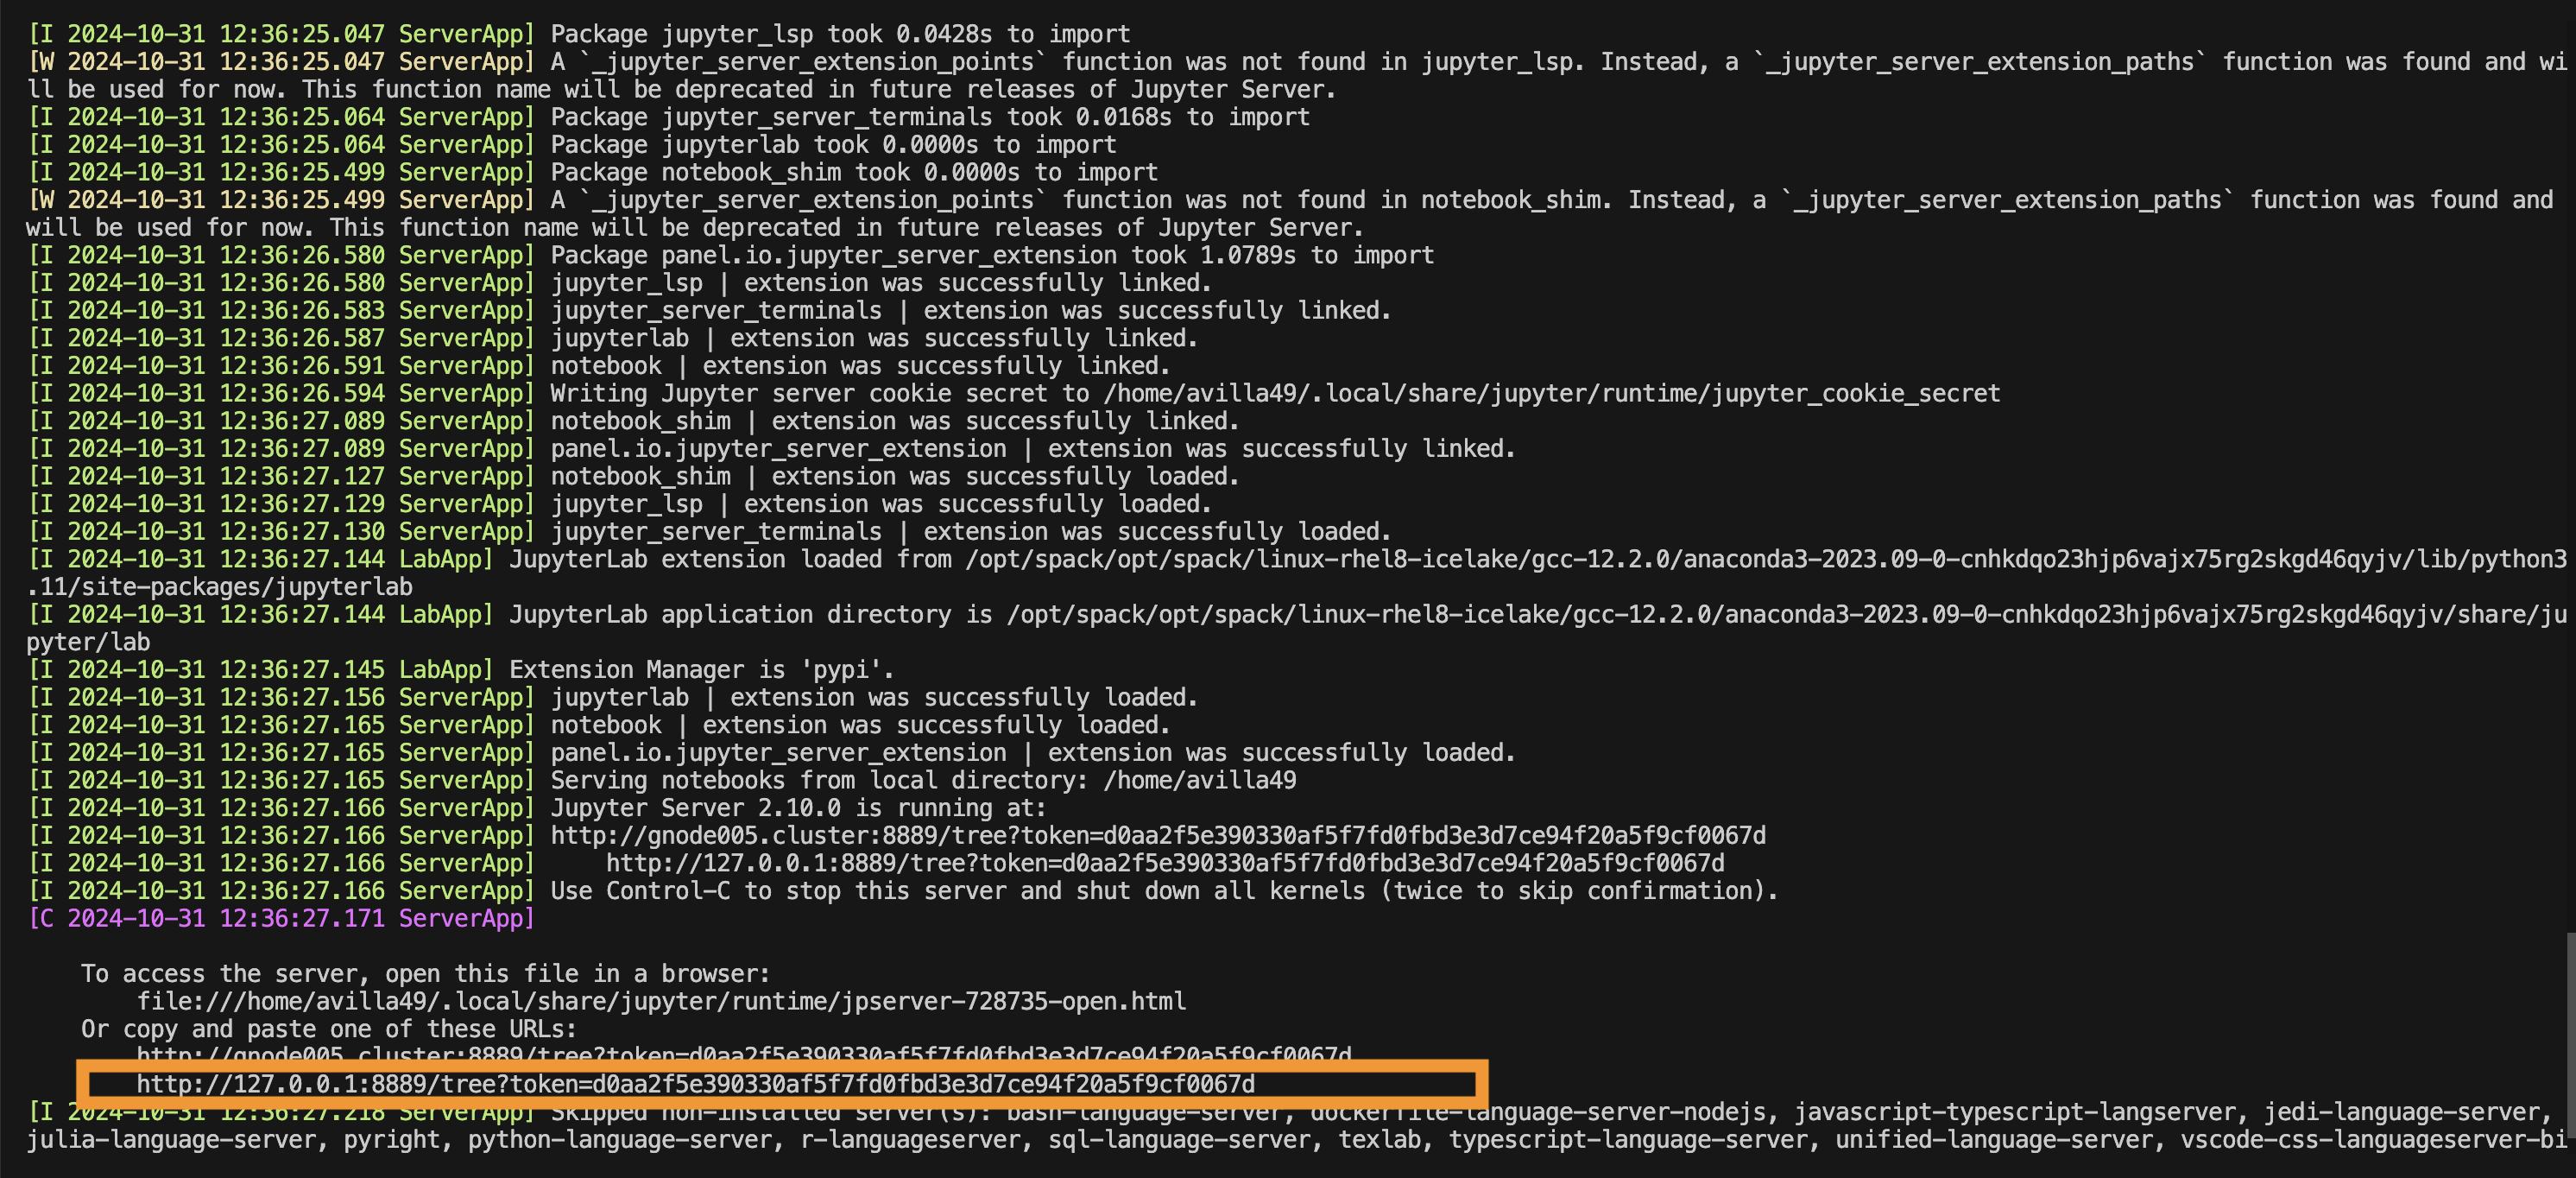 [I 2024-10-31 12:36:25.047 ServerApp] Package jupyter_lsp took 0.0428s to import
[W 2024-10-31 12:36:25.047 ServerApp] A `_jupyter_server_extension_points` function was not found in jupyter_lsp. Instead, a `_jupyter_server_extension_paths` function was found and wi
ll be used for now. This function name will be deprecated in future releases of Jupyter Server.
[I 2024-10-31 12:36:25.064 ServerApp] Package jupyter_server_terminals took 0.0168s to import
[I 2024-10-31 12:36:25.064 ServerApp] Package jupyterlab took 0.0000s to import
[I 2024-10-31 12:36:25.499 ServerApp] Package notebook_shim took 0.0000s to import
[W 2024-10-31 12:36:25.499 ServerApp] A `_jupyter_server_extension_points` function was not found in notebook_shim. Instead, a `_jupyter_server_extension_paths` function was found and
will be used for now. This function name will be deprecated in future releases of Jupyter Server.
[I 2024-10-31 12:36:26.580 ServerApp] Package panel.io.jupyter_server_extension took 1.0789s to import
[I 2024-10-31 12:36:26.580 ServerApp] jupyter_lsp | extension was successfully linked.
[I 2024-10-31 12:36:26.583 ServerApp] jupyter_server_terminals | extension was successfully linked.
[I 2024-10-31 12:36:26.587 ServerApp] jupyterlab | extension was successfully linked.
[I 2024-10-31 12:36:26.591 ServerApp] notebook | extension was successfully linked.
[I 2024-10-31 12:36:26.594 ServerApp] Writing Jupyter server cookie secret to /home/avilla49/.local/share/jupyter/runtime/jupyter_cookie_secret
[I 2024-10-31 12:36:27.089 ServerApp] notebook_shim | extension was successfully linked.
[I 2024-10-31 12:36:27.089 ServerApp] panel.io.jupyter_server_extension | extension was successfully linked.
[I 2024-10-31 12:36:27.127 ServerApp] notebook_shim | extension was successfully loaded.
[I 2024-10-31 12:36:27.129 ServerApp] jupyter_lsp | extension was successfully loaded.
[I 2024-10-31 12:36:27.130 ServerApp] jupyter_server_terminals | extension was successfully loaded.
[I 2024-10-31 12:36:27.144 LabApp] JupyterLab extension loaded from /opt/spack/opt/spack/linux-rhel8-icelake/gcc-12.2.0/anaconda3-2023.09-0-cnhkdqo23hjp6vajx75rg2skgd46qyjv/lib/python3
.11/site-packages/jupyterlab
[I 2024-10-31 12:36:27.144 LabApp] JupyterLab application directory is /opt/spack/opt/spack/linux-rhel8-icelake/gcc-12.2.0/anaconda3-2023.09-0-cnhkdqo23hjp6vajx75rg2skgd46qyjv/share/ju
pyter/lab
[I 2024-10-31 12:36:27.145 LabApp] Extension Manager is 'pypi'.
[I 2024-10-31 12:36:27.156 ServerApp] jupyterlab | extension was successfully loaded.
[I 2024-10-31 12:36:27.165 ServerApp] notebook | extension was successfully loaded.
[I 2024-10-31 12:36:27.165 ServerApp] panel.io.jupyter_server_extension | extension was successfully loaded.
[I 2024-10-31 12:36:27.165 ServerApp] Serving notebooks from local directory: /home/avilla49
[I 2024-10-31 12:36:27.166 ServerApp] Jupyter Server 2.10.0 is running at:
[I 2024-10-31 12:36:27.166 ServerApp] http://gnode005.cluster:8889/tree?token=d0aa2f5e390330af5f7fd0fbd3e3d7ce94f20a5f9cf0067d
[I 2024-10-31 12:36:27.166 ServerApp]     http://127.0.0.1:8889/tree?token=d0aa2f5e390330af5f7fd0fbd3e3d7ce94f20a5f9cf0067d
[I 2024-10-31 12:36:27.166 ServerApp] Use Control-C to stop this server and shut down all kernels (twice to skip confirmation).
[C 2024-10-31 12:36:27.171 ServerApp]
To access the server, open this file in a browser:
file:///home/avilla49/.local/share/jupyter/runtime/jpserver-728735-open.html
Or copy and paste one of these URLs:
http://gnode005.cluster:8889/tree?token=d0aa2f5e390330af5f7fd0fbd3e3d7ce94f20a5f9cf0067d
http://127.0.0.1:8889/tree?token=d0aa2f5e390330af5f7fd0fbd3e3d7ce94f20a5f9cf0067d
[I 2024-10-31 12:36:27.218 ServerApp] Skipped non-installed server(s): bash-language-server, dockerfile-language-server-nodejs, javascript-typescript-langserver, jedi-language-server,
julia-language-server, pyright, python-language-server, r-languageserver, sql-language-server, texlab, typescript-language-server, unified-language-server, vscode-css-languageserver-bi